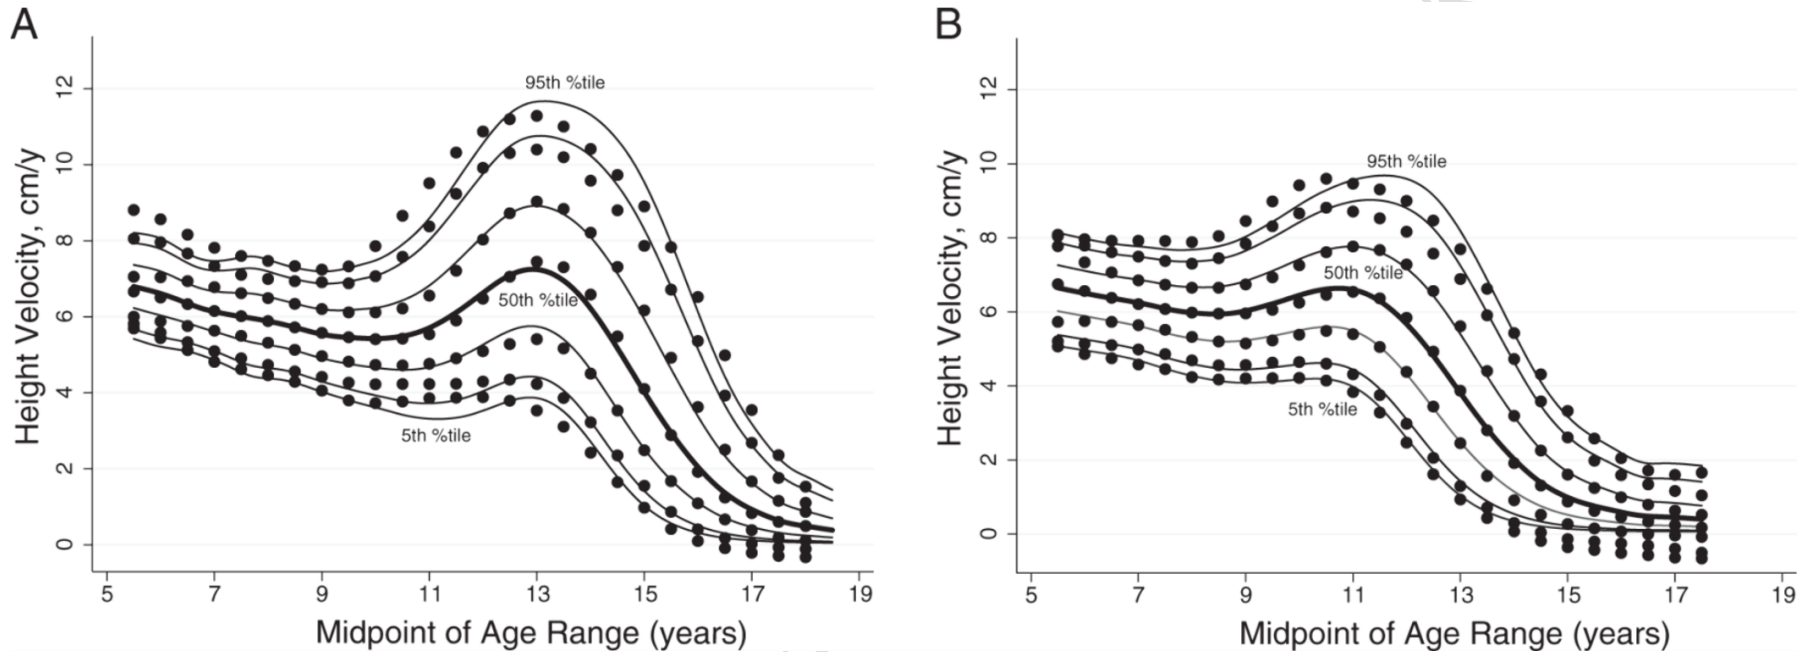 A
12
10
8
6
4
2
0
Height Velocity, cm/y
95th %tile
50th %tile
5th %tile
5
7
9
11
13
15
17
19
Midpoint of Age Range (years)
B
12
10
8
6
4
2
0
Height Velocity, cm/y
95th %tile
50th %tile
5th %tile
5
7
9
11
13
15
17
19
Midpoint of Age Range (years)